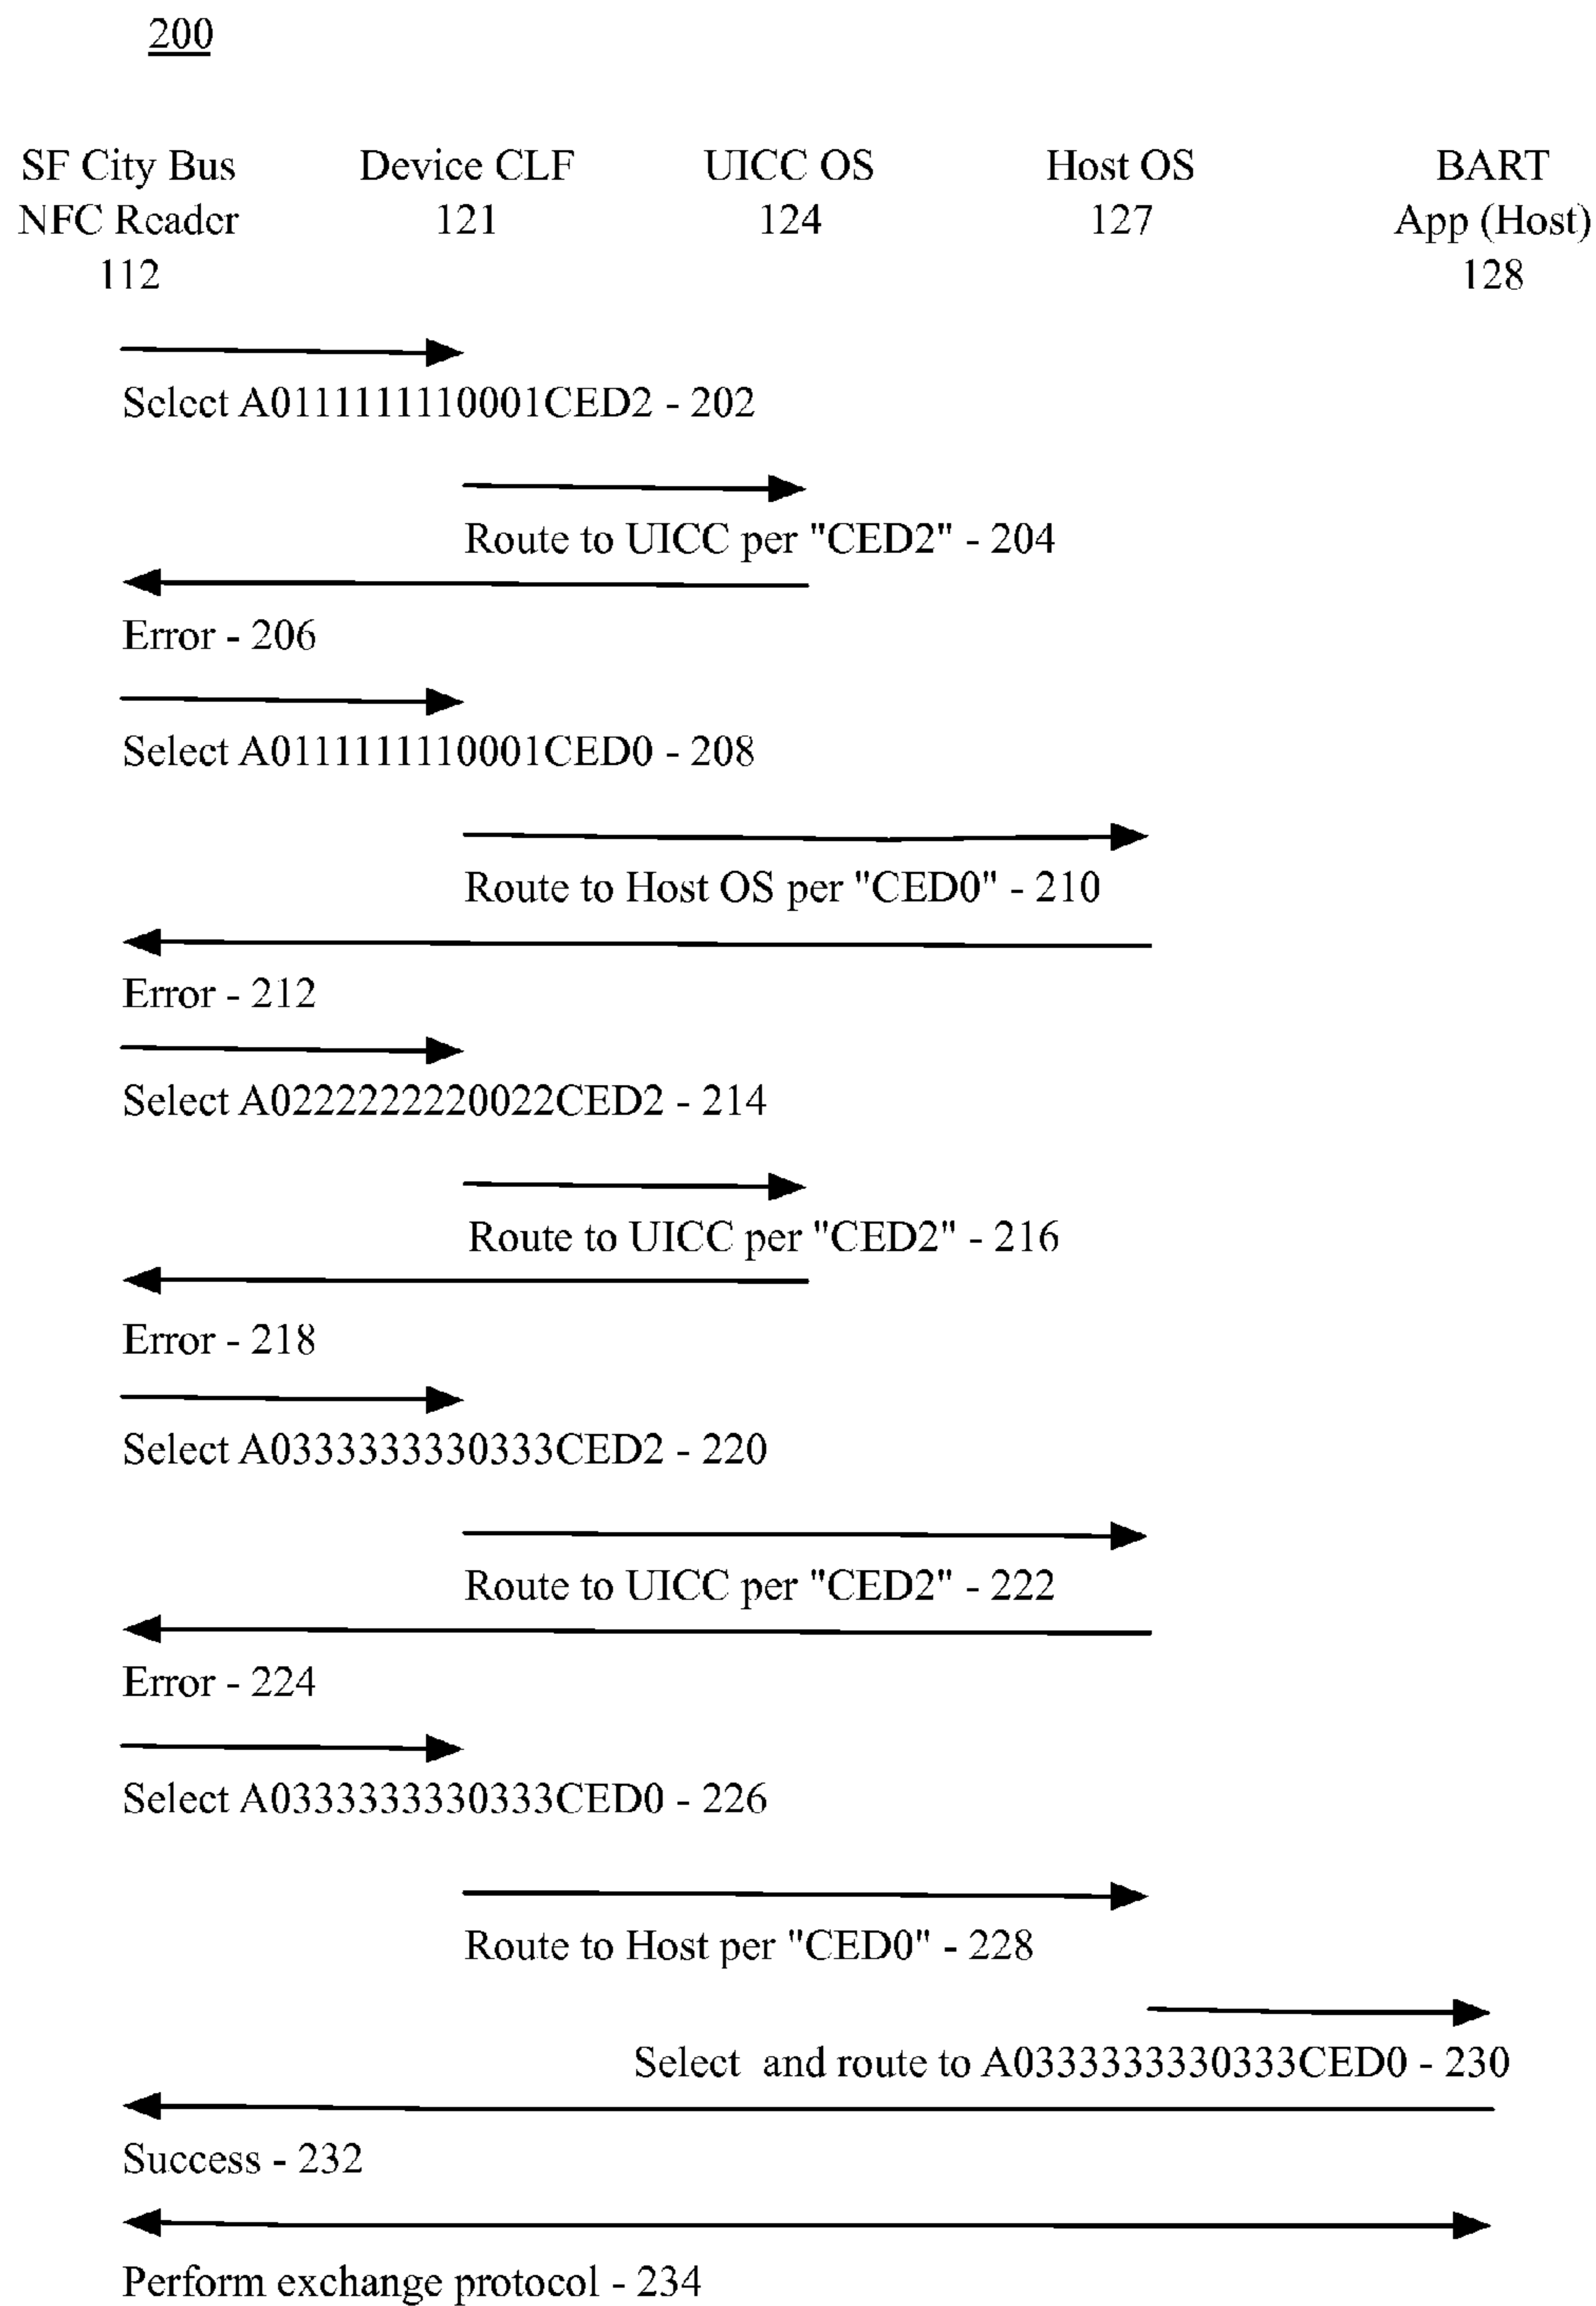 200
SF City Bus
NFC Reader
112
Device CLF
121
UICC OS
124
Host OS
127
BART
App (Host)
128
Select A0111111110001CED2 - 202
Route to UICC per "CED2" - 204
Error - 206
Select A0111111110001CED0 - 208
Route to Host OS per "CED0" - 210
Error - 212
Select A0222222220022CED2 - 214
Route to UICC per "CED2" - 216
Error - 218
Select A0333333330333CED2 - 220
Route to UICC per "CED2" - 222
Error - 224
Select A0333333330333CED0 - 226
Route to Host per "CED0" - 228
Select and route to A0333333330333CED0 - 230
Success - 232
Perform exchange protocol - 234